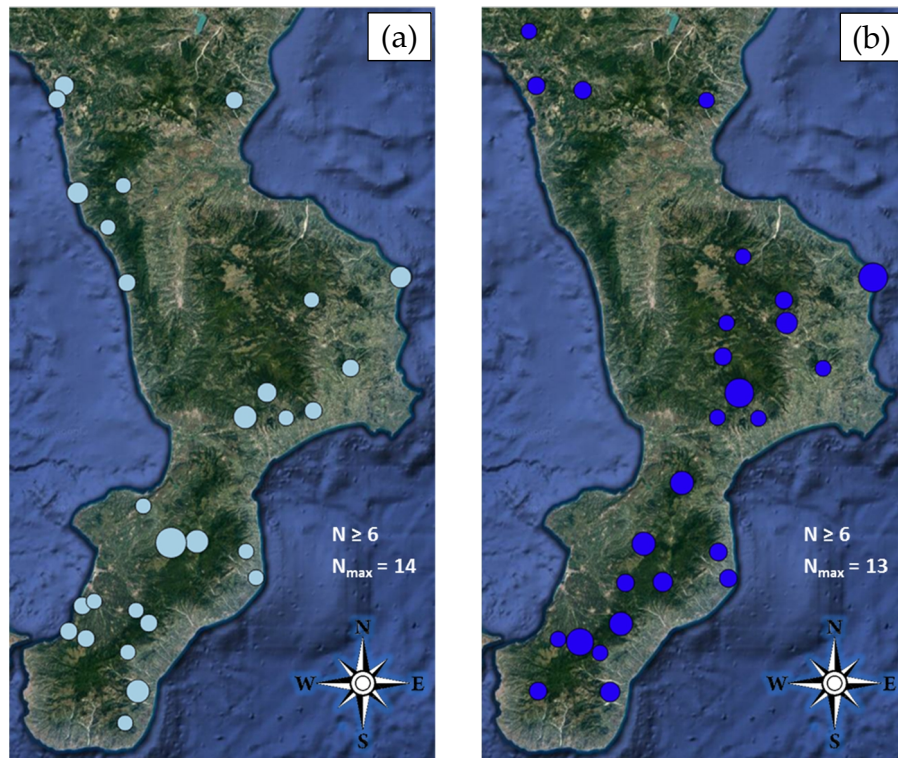 (a)
N ≥ 6
Nmax = 14
N
W E
S
(b)
N ≥ 6
Nmax = 13
N
W E
S